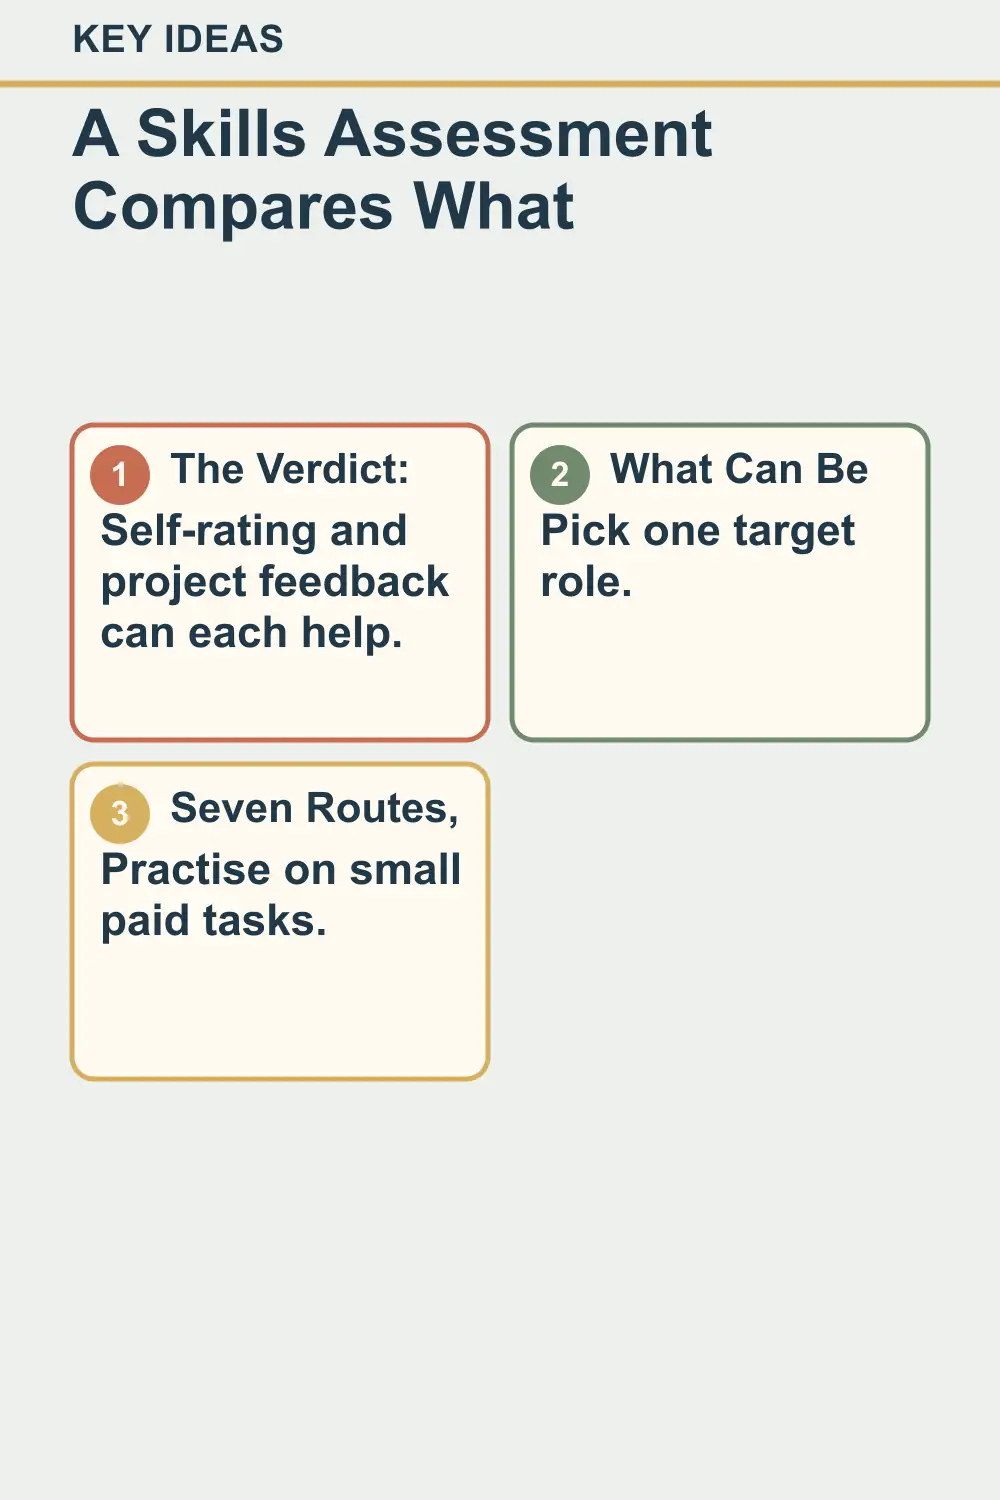 KEY IDEAS
A Skills Assessment
Compares What
1 The Verdict:
Self-rating and
project feedback
can each help.
2 What Can Be
Pick one target
role.
3 Seven Routes,
Practise on small
paid tasks.